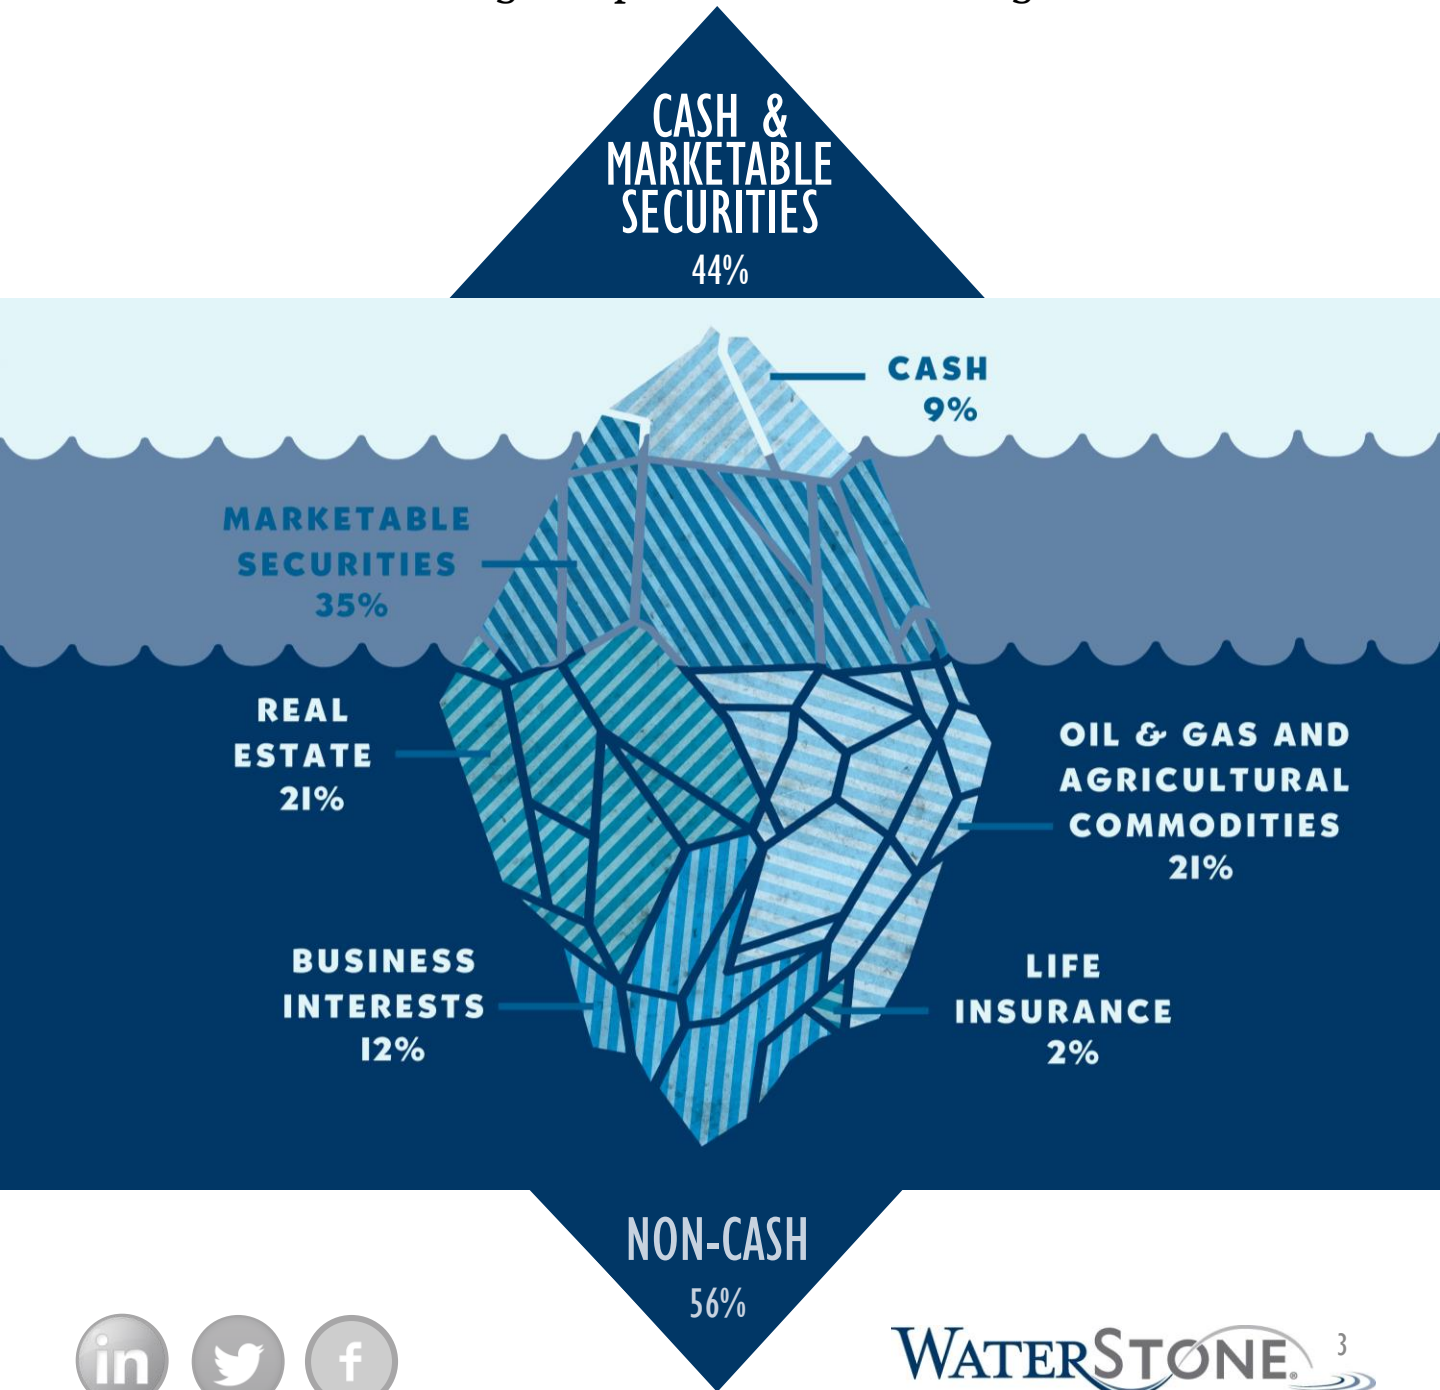 CASH &
MARKETABLE
SECURITIES
44%
CASH
9%
MARKETABLE
SECURITIES
35%
REAL
ESTATE
21%
OIL & GAS AND
AGRICULTURAL
COMMODITIES
21%
BUSINESS
INTERESTS
12%
LIFE
INSURANCE
2%
NON-CASH
56%
in
f
WATERSTONE®
3